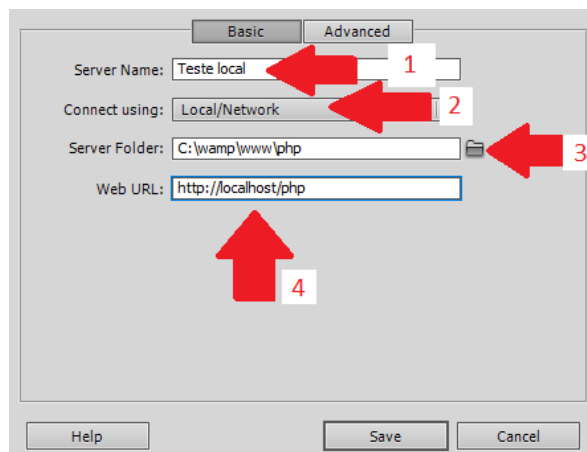 Basic Advanced
Server Name: Teste local 1
Connect using: Local/Network 2
Server Folder: C:\wamp\www\php 3
Web URL: http://localhost/php
4
Help Save Cancel